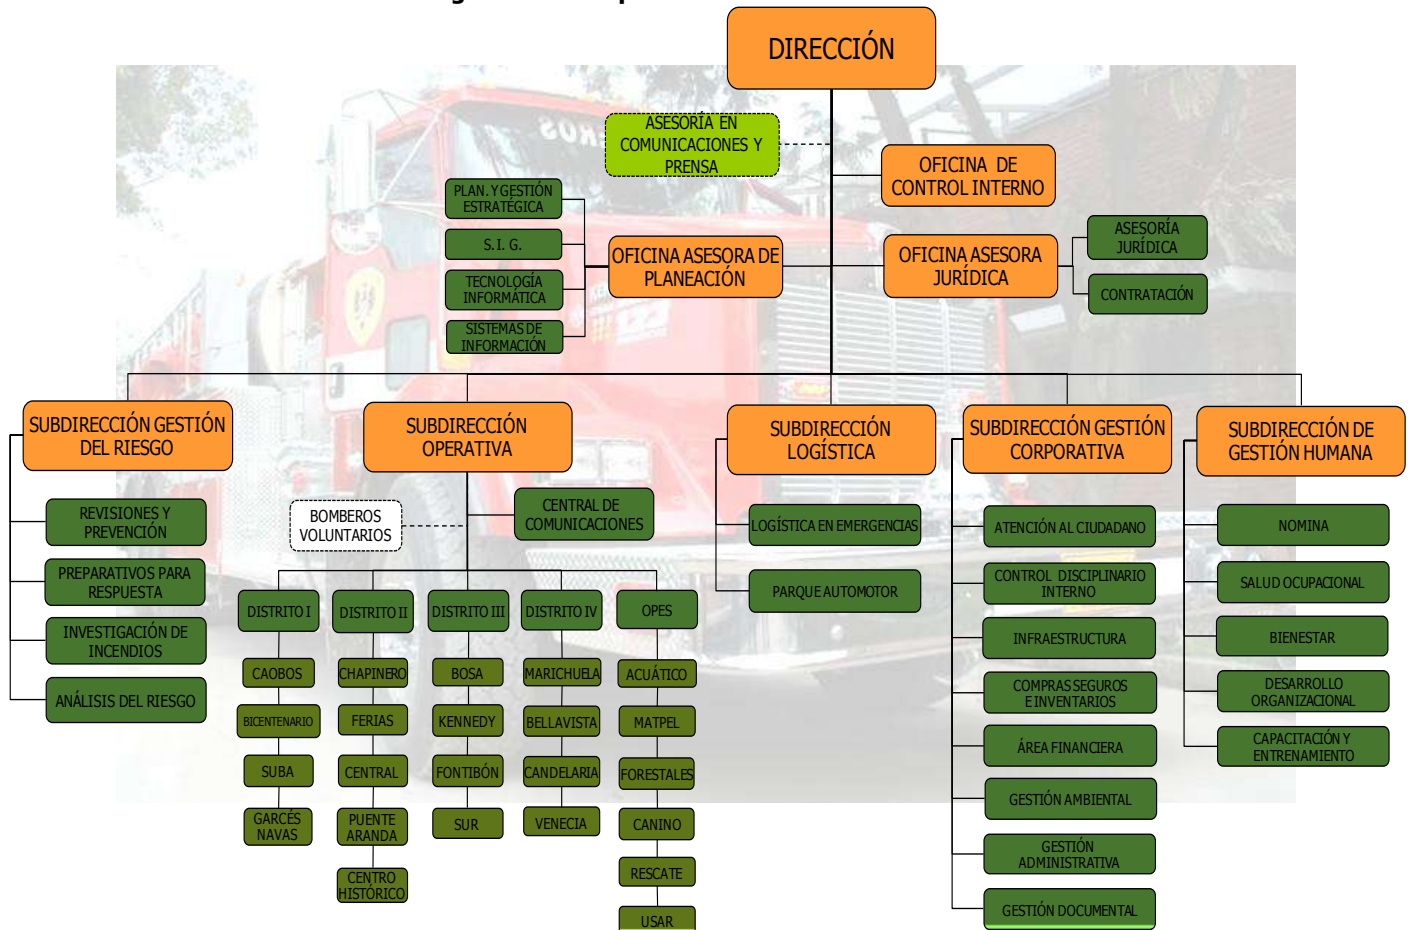 DIRECCIÓN
ASESORÍA EN
COMUNICACIONES Y
PRENSA
OFICINA DE
CONTROL INTERNO
PLAN. Y GESTIÓN
ESTRATÉGICA
S. I. G.
TECNOLOGÍA
INFORMÁTICA
SISTEMAS DE
INFORMACIÓN
OFICINA ASESORA DE
PLANEACIÓN
OFICINA ASESORA
JURÍDICA
ASESORÍA
JURÍDICA
CONTRATACIÓN
SUBDIRECCIÓN GESTIÓN
DEL RIESGO
REVISIONES Y
PREVENCIÓN
PREPARATIVOS PARA
RESPUESTA
INVESTIGACIÓN DE
INCENDIOS
ANÁLISIS DEL RIESGO
SUBDIRECCIÓN
OPERATIVA
BOMBEROS
VOLUNTARIOS
CENTRAL DE
COMUNICACIONES
DISTRITO I
CAOBOS
BICENTENARIO
SUBA
GARCÉS
NAVAS
DISTRITO II
CHAPINERO
FERIAS
CENTRAL
PUENTE
ARANDA
CENTRO
HISTÓRICO
DISTRITO III
BOSA
KENNEDY
FONTIBÓN
SUR
DISTRITO IV
MARICHUELA
BELLAVISTA
CANDELARIA
VENECIA
OPES
ACUÁTICO
MATPEL
FORESTALES
CANINO
RESCATE
USAR
SUBDIRECCIÓN
LOGÍSTICA
LOGÍSTICA EN EMERGENCIAS
PARQUE AUTOMOTOR
SUBDIRECCIÓN GESTIÓN
CORPORATIVA
ATENCIÓN AL CIUDADANO
CONTROL DISCIPLINARIO
INTERNO
INFRAESTRUCTURA
COMPRAS SEGUROS
E INVENTARIOS
ÁREA FINANCIERA
GESTIÓN AMBIENTAL
GESTIÓN
ADMINISTRATIVA
GESTIÓN DOCUMENTAL
SUBDIRECCIÓN DE
GESTIÓN HUMANA
NOMINA
SALUD OCUPACIONAL
BIENESTAR
DESARROLLO
ORGANIZACIONAL
CAPACITACIÓN Y
ENTRENAMIENTO